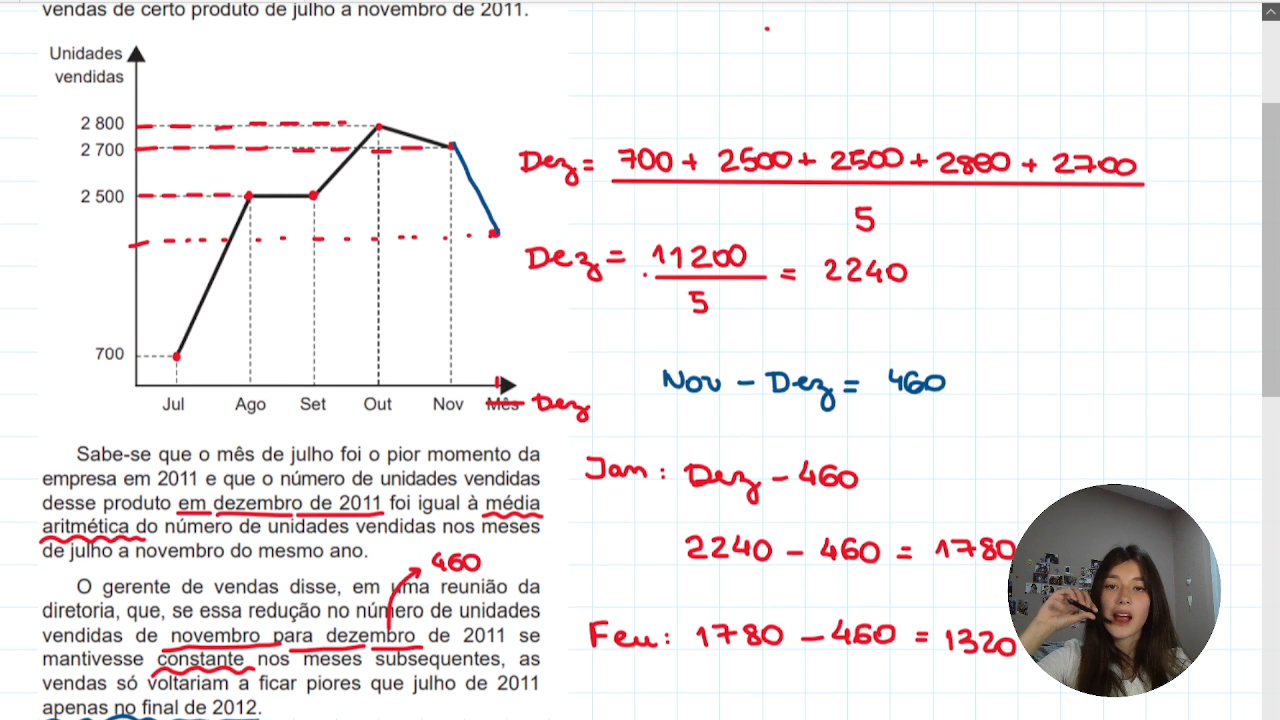 vendas de certo produto de julho a novembro de 2011.
Unidades
vendidas
2 800
2 700
2 500
700
Jul Ago Set Out Nov Mês Dez
Dez = 700 + 2500 + 2500 + 2800 + 2700
5
Dez = 11200
5
= 2240
Nov - Dez = 460
Jan: Dez - 460
2240 - 460 = 1780
Feu: 1780 - 460 = 1320
Sabe-se que o mês de julho foi o pior momento da
empresa em 2011 e que o número de unidades vendidas
desse produto em dezembro de 2011 foi igual à média
aritmética do número de unidades vendidas nos meses
de julho a novembro do mesmo ano.
460
O gerente de vendas disse, em uma reunião da
diretoria, que, se essa redução no número de unidades
vendidas de novembro para dezembro de 2011 se
mantivesse constante nos meses subsequentes, as
vendas só voltariam a ficar piores que julho de 2011
apenas no final de 2012.